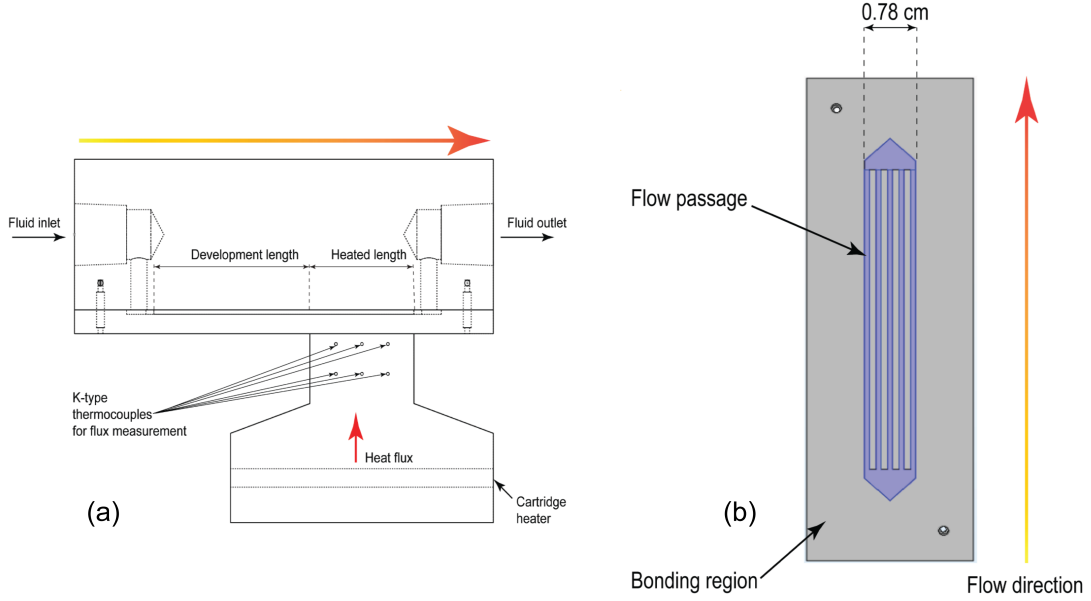 Fluid inlet
Fluid outlet
Development length
Heated length
K-type
thermocouples
for flux measurement
Heat flux
Cartridge
heater
(a)
0.78 cm
Flow passage
(b)
Bonding region
Flow direction